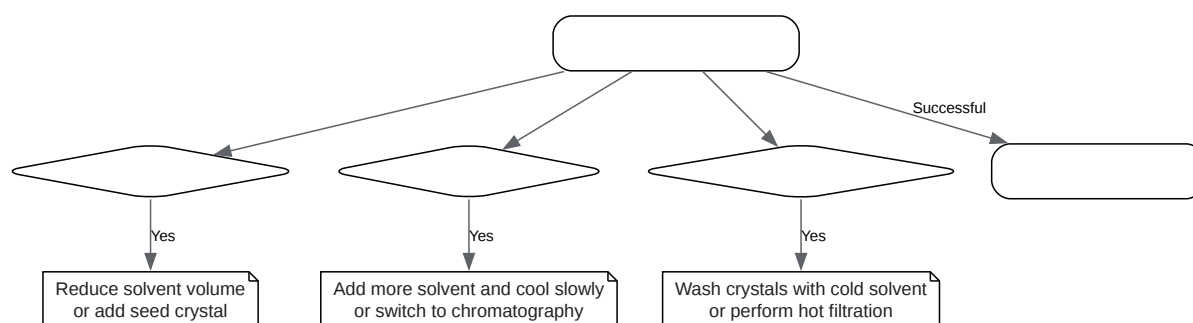 Successful
Yes
Yes
Yes
Reduce solvent volume
or add seed crystal
Add more solvent and cool slowly
or switch to chromatography
Wash crystals with cold solvent
or perform hot filtration